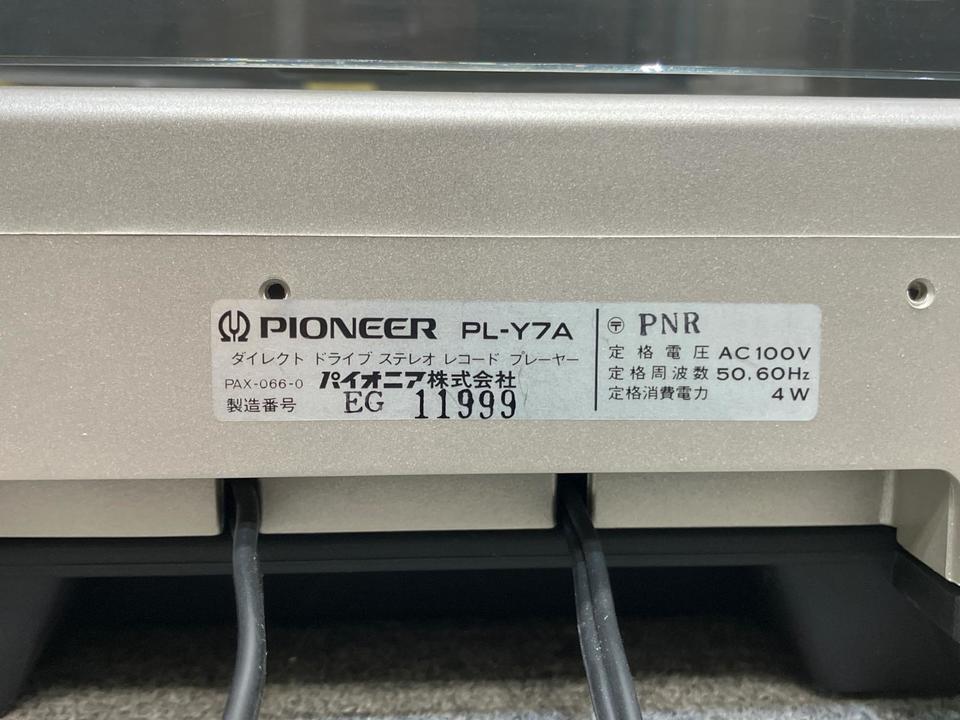 PIONEER PL-Y7A
ダイレクト ドライブ ステレオ レコード プレーヤー
PAX-066-0 パイオニア株式会社
製造番号 EG 11999
〒 PNR
定格電圧 AC100V
定格周波数 50,60Hz
定格消費電力 4W